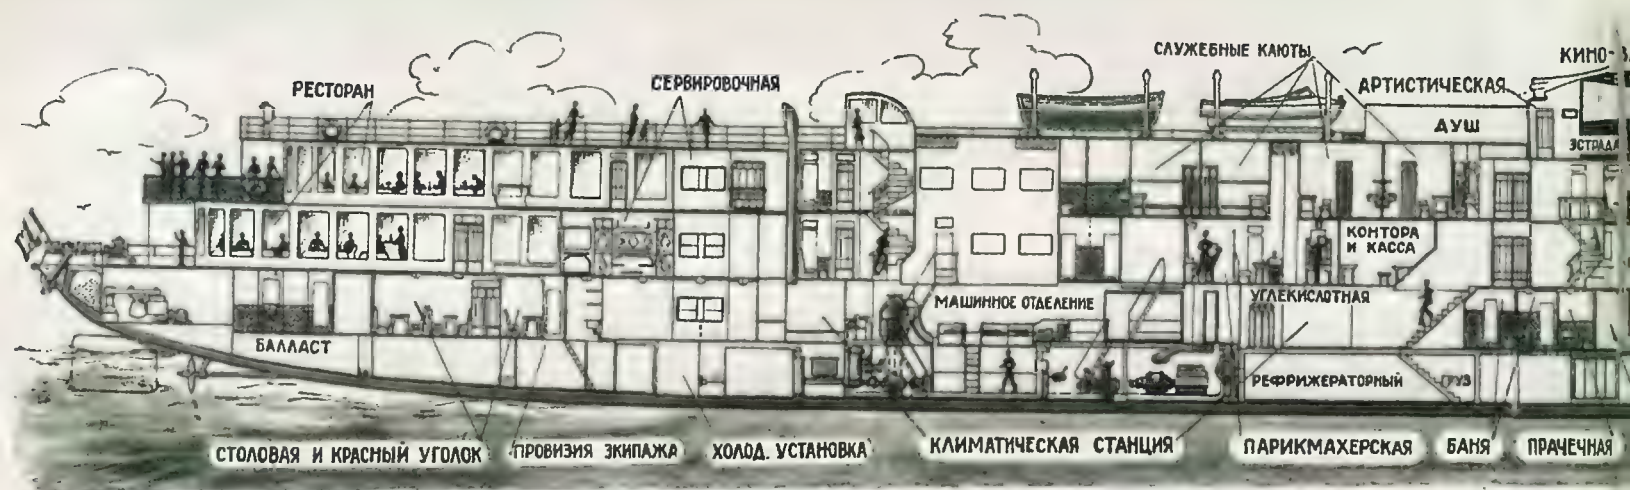 РЕСТОРАН
СЕРВИРОВОЧНАЯ
СЛУЖЕБНЫЕ КАЮТЫ
АРТИСТИЧЕСКАЯ
КИНО-
ДУШ
ЭСТРАДА
КОНТОРА
И КАССА
МАШИННОЕ ОТДЕЛЕНИЕ
УГЛЕКИСЛОТНАЯ
БАЛЛАСТ
РЕФРИЖЕРАТОРНЫЙ
ГРУЗ
СТОЛОВАЯ И КРАСНЫЙ УГОЛОК
ПРОВИЗИЯ ЭКИПАЖА
ХОЛОД. УСТАНОВКА
КЛИМАТИЧЕСКАЯ СТАНЦИЯ
ПАРИКМАХЕРСКАЯ
БАНЯ
ПРАЧЕЧНАЯ